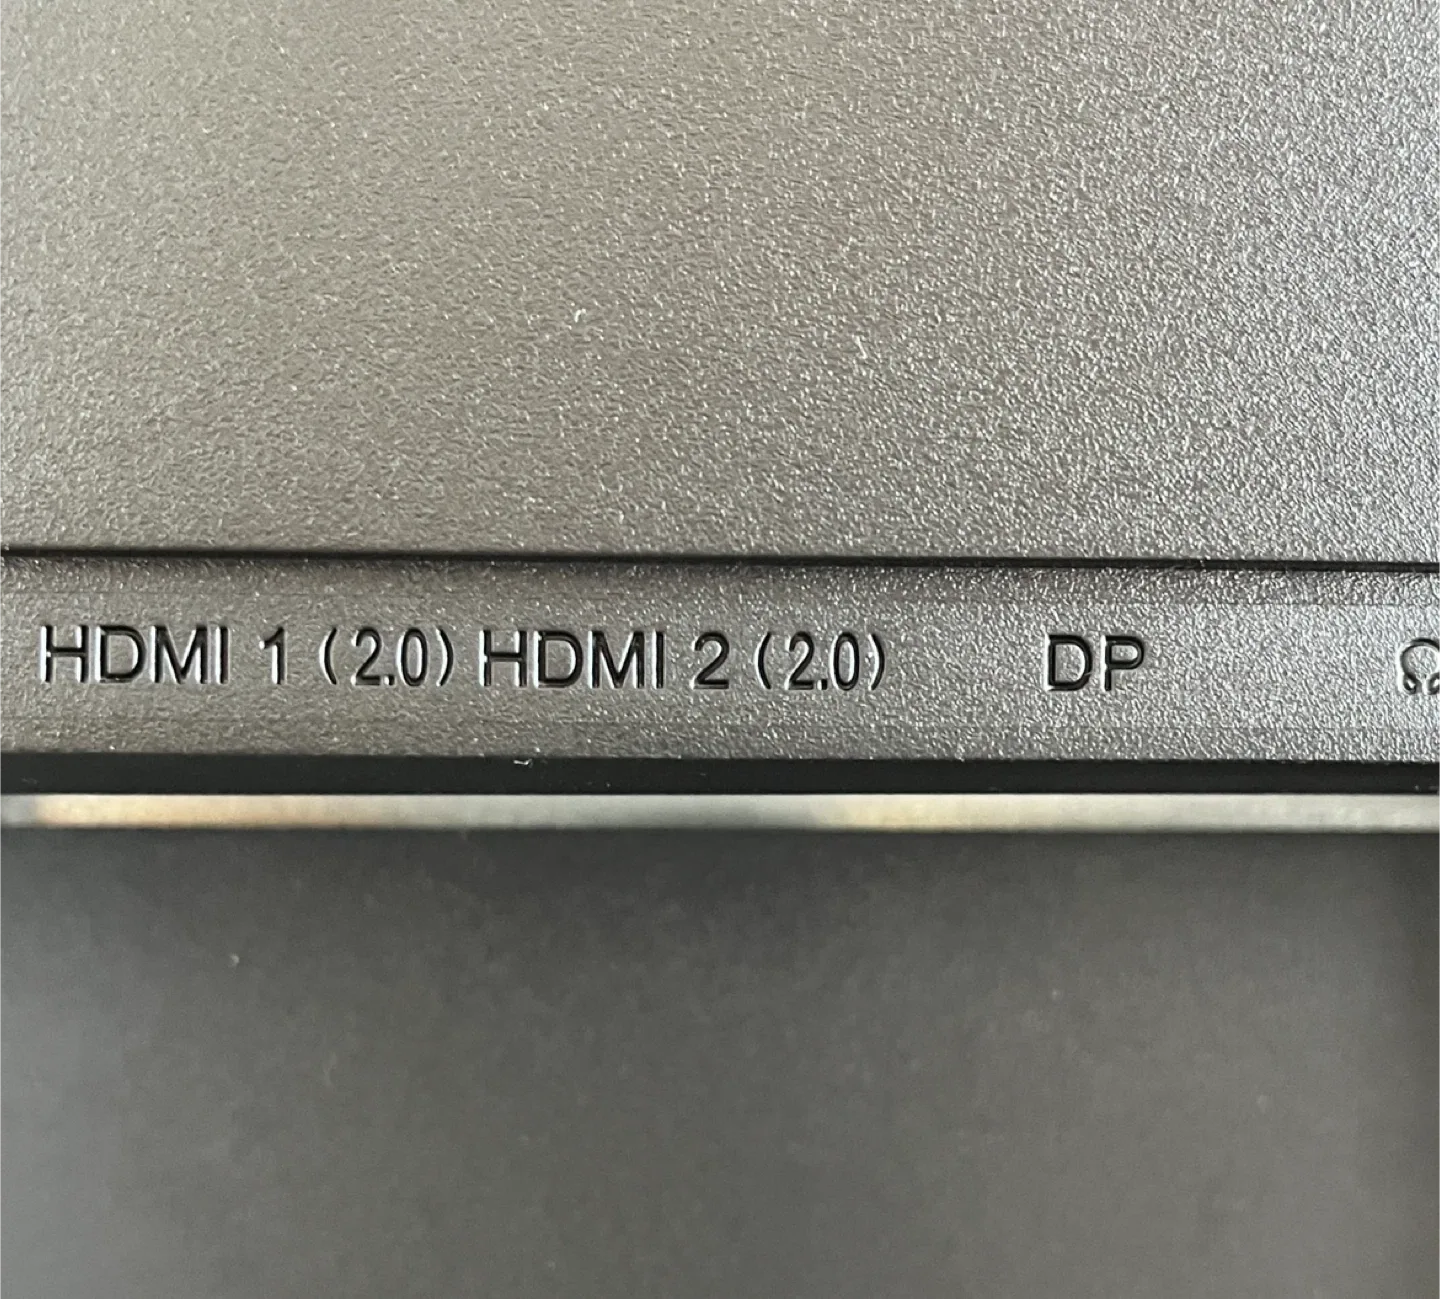 HDMI 1 (2.0) HDMI 2 (2.0) DP